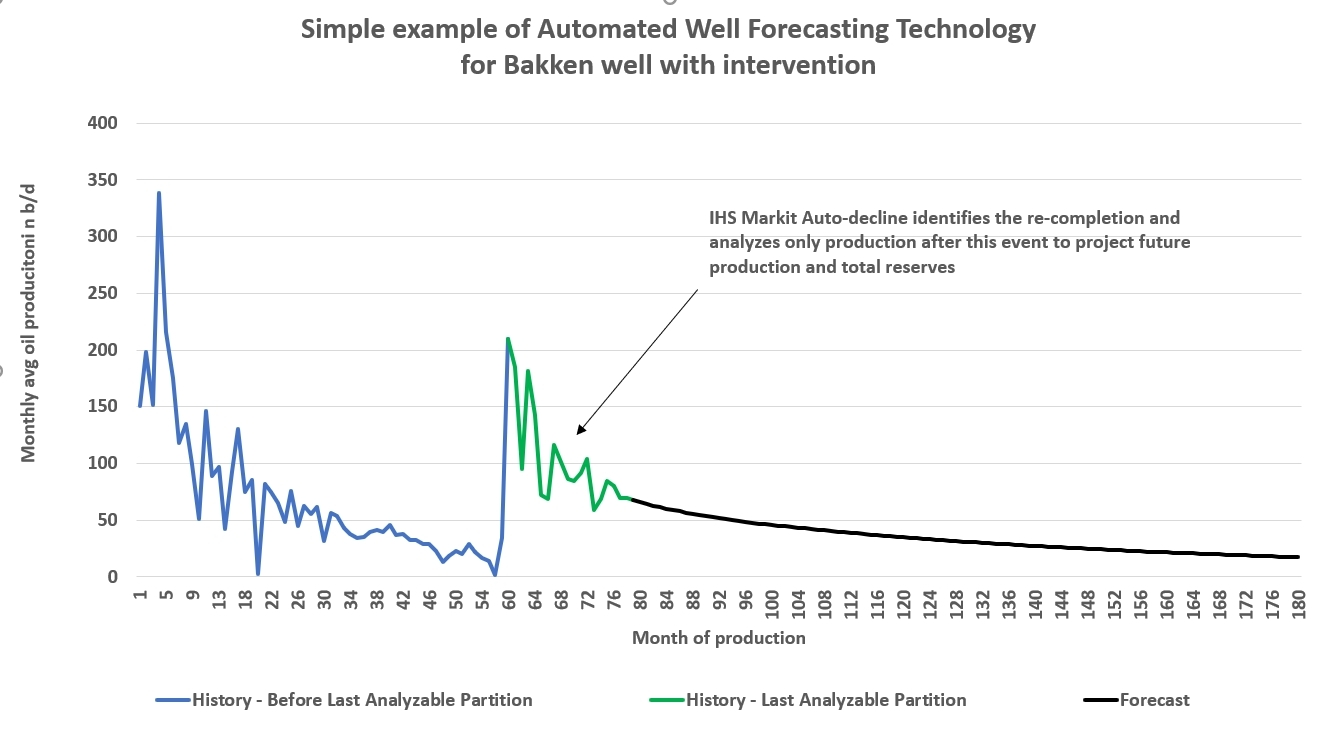 Simple example of Automated Well Forecasting Technology
for Bakken well with intervention
400
350
300
250
200
150
100
50
0
Monthly avg oil producitoni n b/d
IHS Markit Auto-decline identifies the re-completion and
analyzes only production after this event to project future
production and total reserves
1 5 9 13 18 22 26 30 34 38 42 46 50 54 60 64 68 72 76 80 84 88 92 96 100 104 108 112 116 120 124 128 132 136 140 144 148 152 156 160 164 168 172 176 180
Month of production
History - Before Last Analyzable Partition
History - Last Analyzable Partition
Forecast